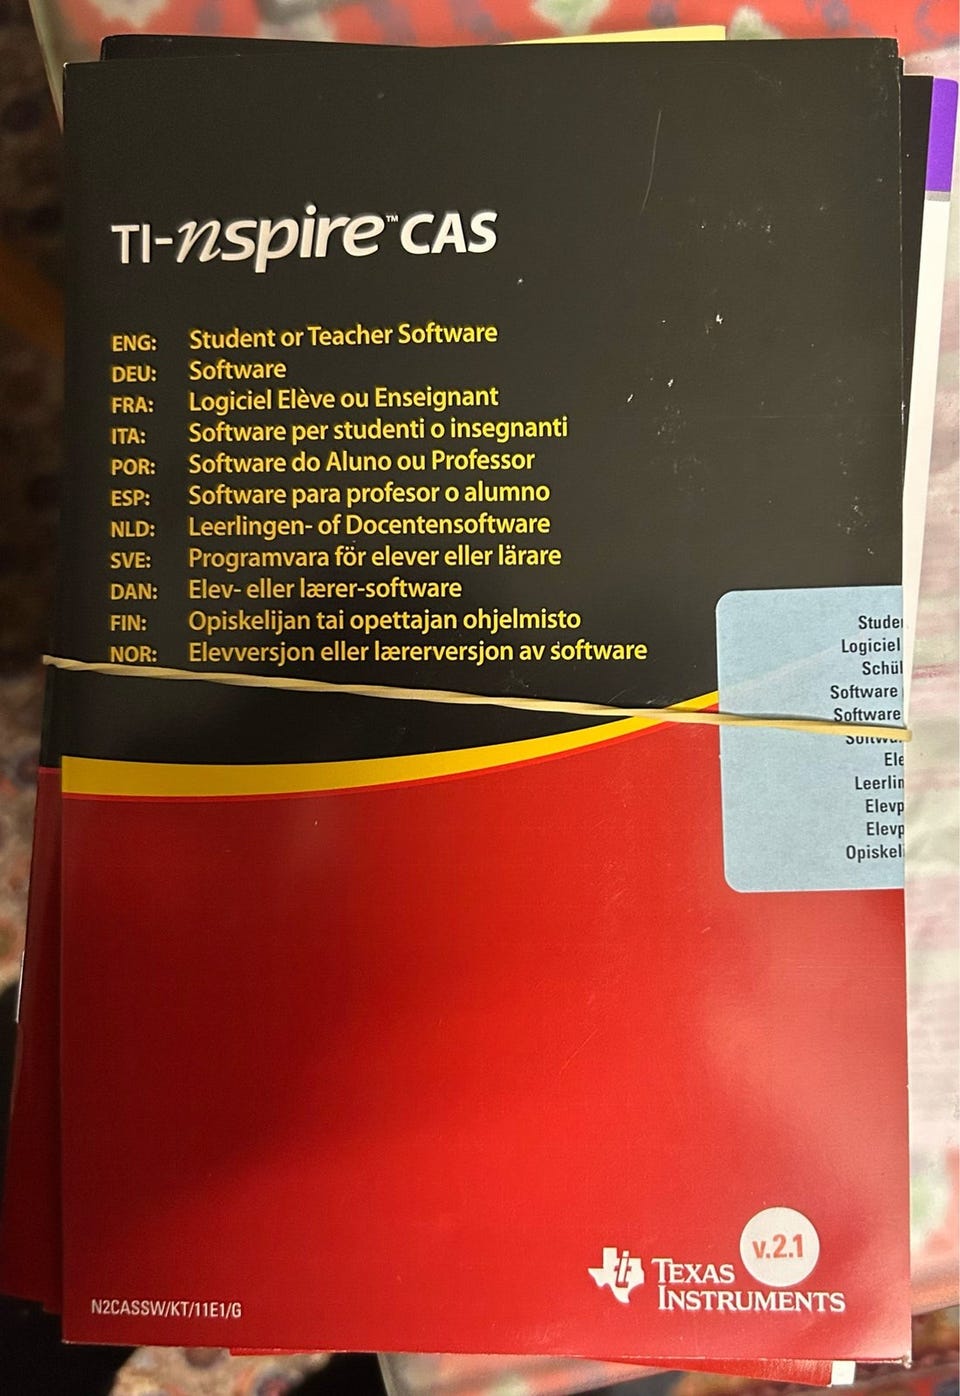 TI-nspire™ CAS
ENG: Student or Teacher Software
DEU: Software
FRA: Logiciel Elève ou Enseignant
ITA: Software per studenti o insegnanti
POR: Software do Aluno ou Professor
ESP: Software para profesor o alumno
NLD: Leerlingen- of Docentensoftware
SVE: Programvara för elever eller lärare
DAN: Elev- eller lærer-software
FIN: Opiskelijan tai opettajan ohjelmisto
NOR: Elevversjon eller lærerversjon av software
Logiciel
Software
Software
v.2.1
TEXAS
INSTRUMENTS
N2CASSW/KT/11E1/G